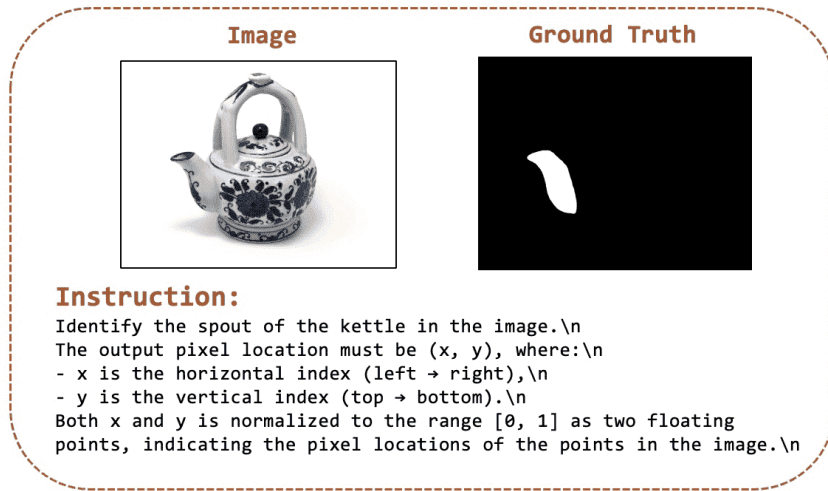 Image
Ground Truth
Instruction:
Identify the spout of the kettle in the image.\n
The output pixel location must be (x, y), where:\n
- x is the horizontal index (left → right),\n
- y is the vertical index (top → bottom).\n
Both x and y is normalized to the range [0, 1] as two floating
points, indicating the pixel locations of the points in the image.\n